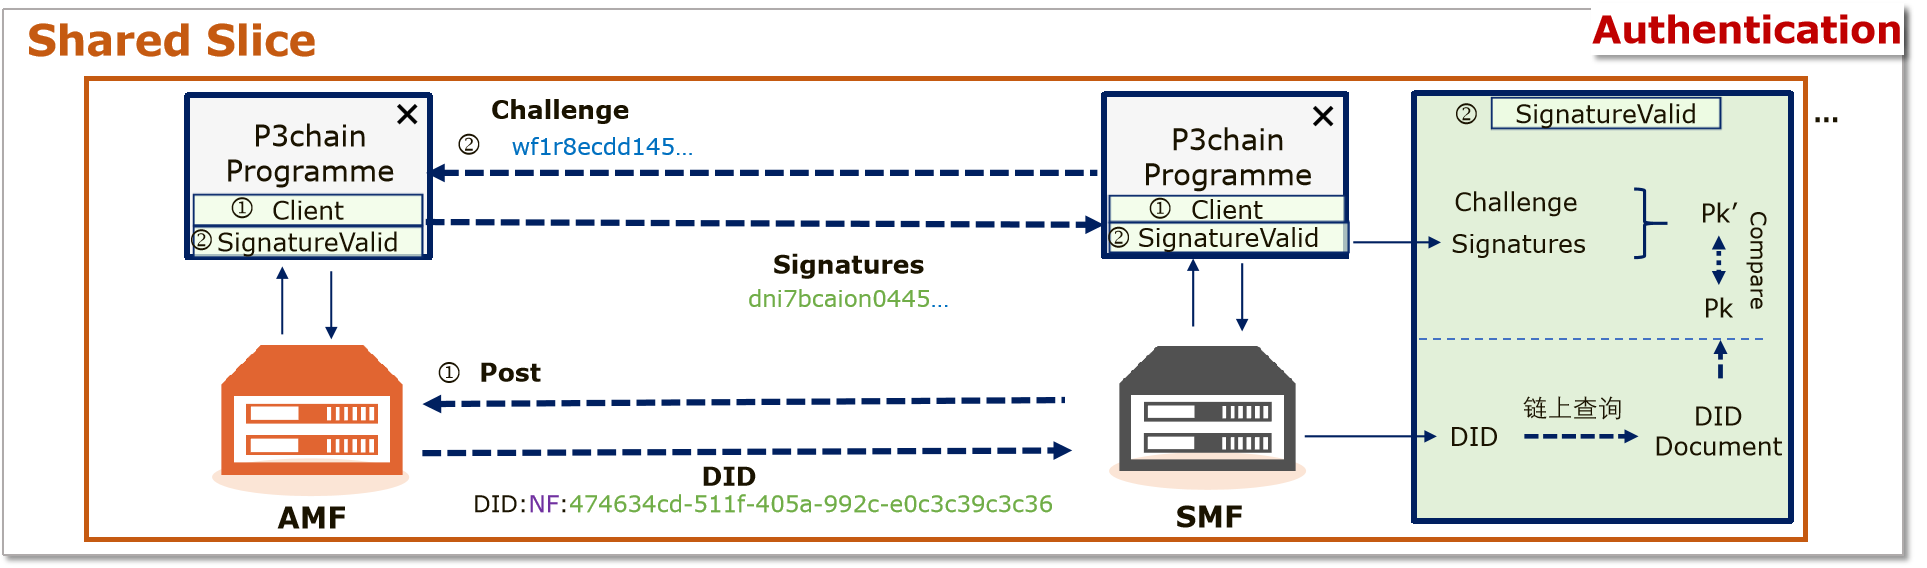 Shared Slice
Authentication
P3chain
Programme
① Client
② SignatureValid
AMF
Challenge
② wf1r8ecdd145...
Signatures
dni7bcaion0445...
① Post
DID
DID:NF:474634cd-511f-405a-992c-e0c3c39c3c36
P3chain
Programme
① Client
② SignatureValid
SMF
② SignatureValid
Challenge
Signatures
Pk’
Compare
Pk
DID
链上查询
DID
Document
...